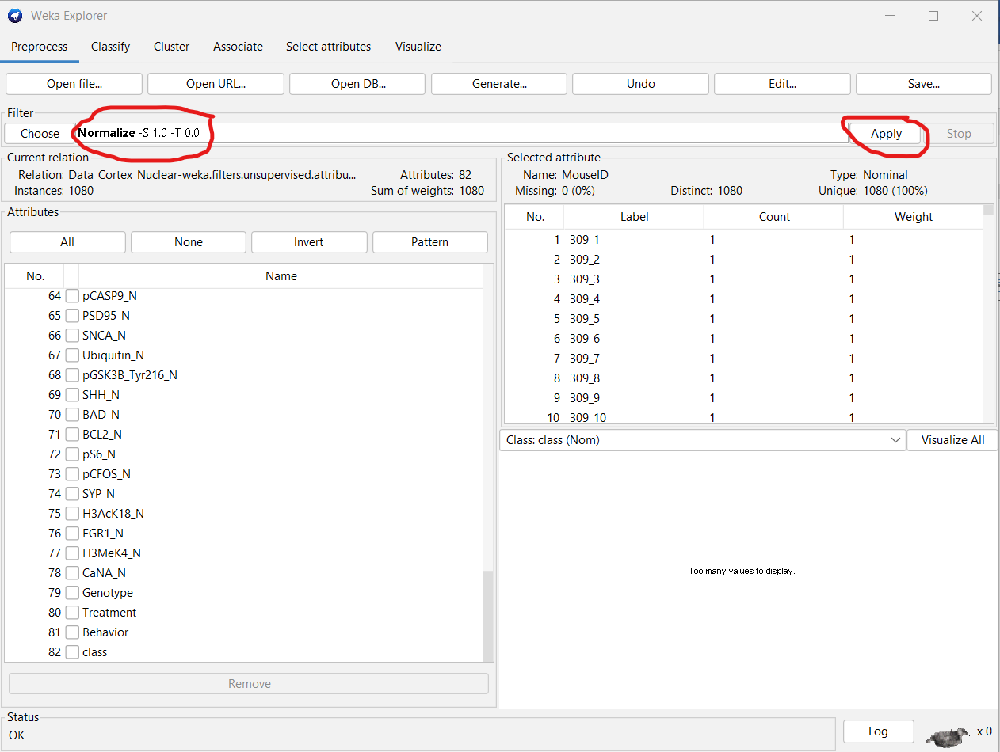 Weka Explorer
Preprocess Classify Cluster Associate Select attributes Visualize
Open file... Open URL... Open DB... Generate... Undo Edit... Save...
Filter
Choose Normalize -S 1.0 -T 0.0 Apply Stop
Current relation
Relation: Data_Cortex_Nuclear-weka.filters.unsupervised.attribu... Attributes: 82
Instances: 1080 Sum of weights: 1080
Selected attribute
Name: MouseID Type: Nominal
Missing: 0 (0%) Distinct: 1080 Unique: 1080 (100%)
Attributes
All None Invert Pattern
No. Name
64 pCASP9_N
65 PSD95_N
66 SNCA_N
67 Ubiquitin_N
68 pGSK3B_Tyr216_N
69 SHH_N
70 BAD_N
71 BCL2_N
72 pS6_N
73 pCFOS_N
74 SYP_N
75 H3AcK18_N
76 EGR1_N
77 H3MeK4_N
78 CaNA_N
79 Genotype
80 Treatment
81 Behavior
82 class
Remove
No. Label Count Weight
1 309_1 1 1
2 309_2 1 1
3 309_3 1 1
4 309_4 1 1
5 309_5 1 1
6 309_6 1 1
7 309_7 1 1
8 309_8 1 1
9 309_9 1 1
10 309_10 1 1
Class: class (Nom) Visualize All
Too many values to display.
Status
OK
Log x 0